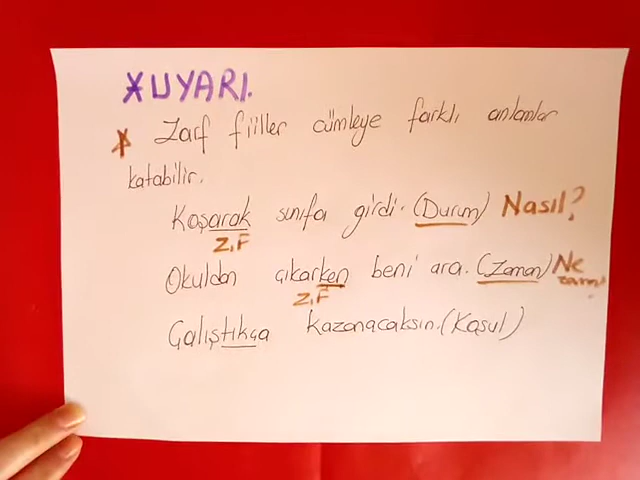 *UYARI.
* Zarf fiiller cümleye farklı anlamlar
katabilir.
Koşarak sınıfa girdi. (Durum) Nasıl?
Z.F
Okuldan çıkarken beni ara. (Zaman) Ne
zaman
Z.F
Çalıştıkça kazanacaksın. (Koşul)